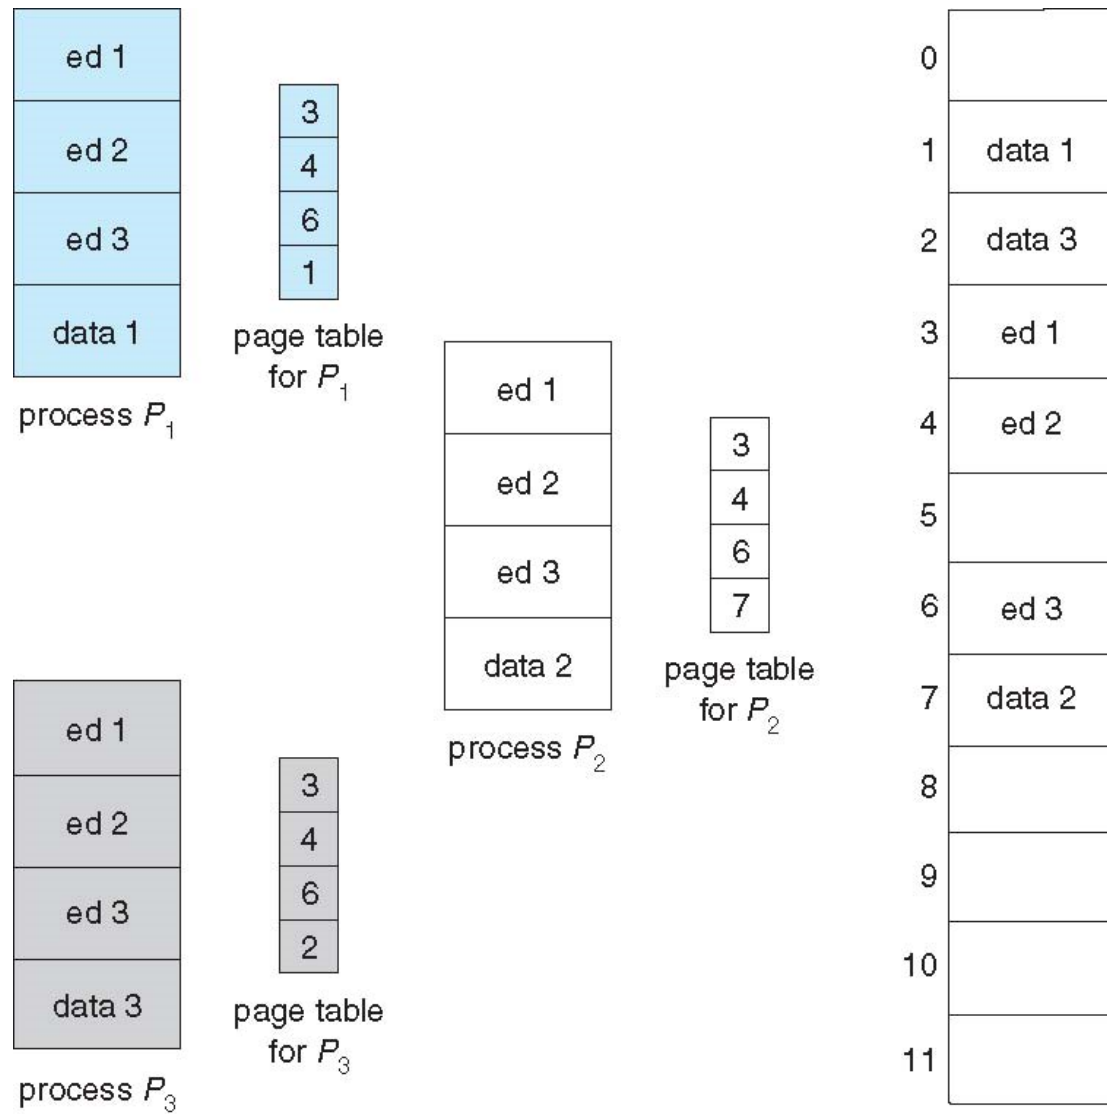 ed 1
ed 2
ed 3
data 1
process P1
3
4
6
1
page table
for P1
ed 1
ed 2
ed 3
data 2
process P2
3
4
6
7
page table
for P2
ed 1
ed 2
ed 3
data 3
process P3
3
4
6
2
page table
for P3
0
1 data 1
2 data 3
3 ed 1
4 ed 2
5
6 ed 3
7 data 2
8
9
10
11